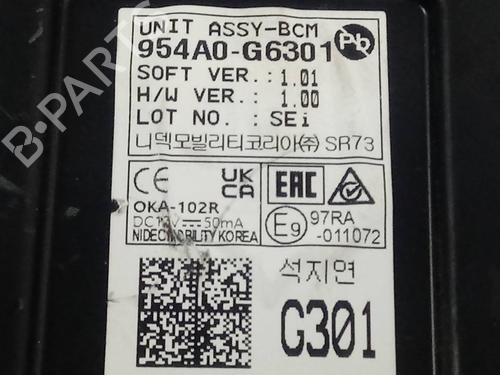 UNIT ASSY-BCM
954A0-G6301
Pb
SOFT VER. : 1.01
H/W VER. : 1.00
LOT NO. : SEi
니덱모빌리티코리아㈜ SR73
CE UK CA EAC
OKA-102R
DC12V 50mA
NIDEC MOBILITY KOREA
E9 97RA
-011072
석지연
G301
B-PARTS